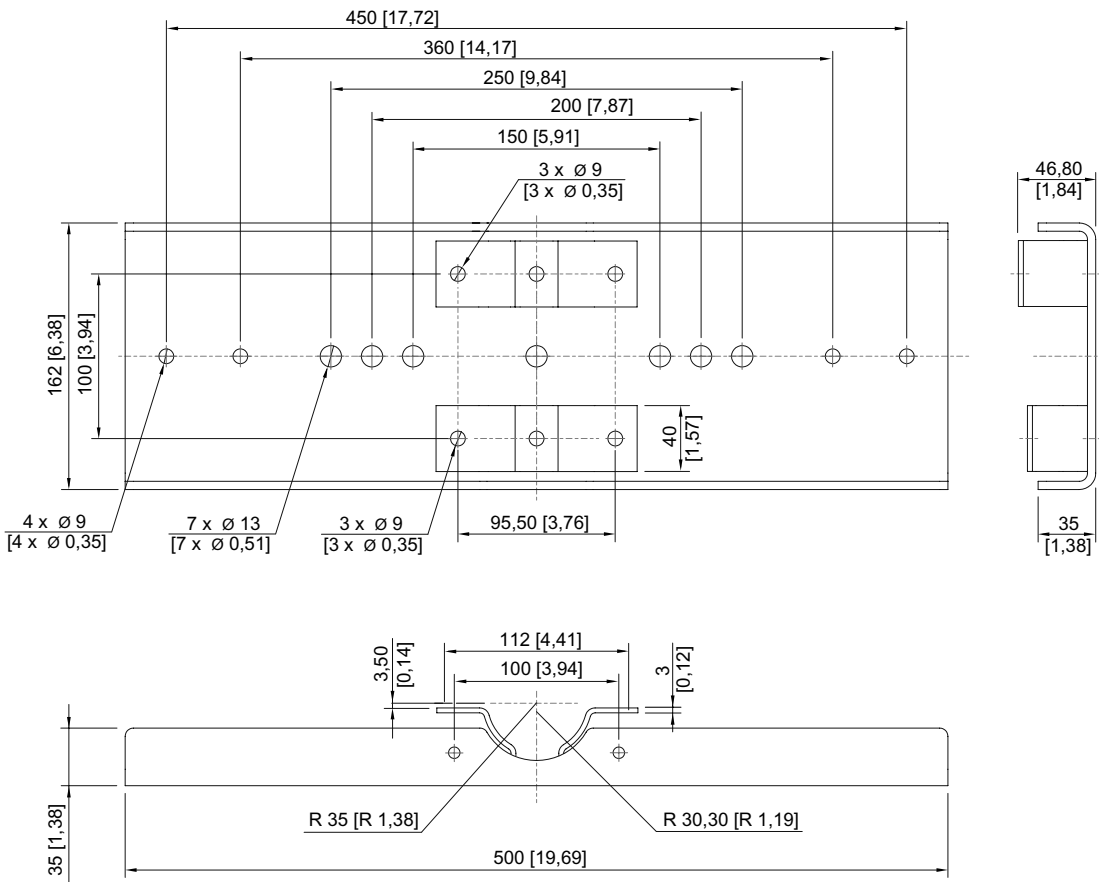 450 [17,72]
360 [14,17]
250 [9,84]
200 [7,87]
150 [5,91]
3 x Ø 9
[3 x Ø 0,35]
46,80
[1,84]
162 [6,38]
100 [3,94]
40
[1,57]
4 x Ø 9
[4 x Ø 0,35]
7 x Ø 13
[7 x Ø 0,51]
3 x Ø 9
[3 x Ø 0,35]
95,50 [3,76]
35
[1,38]
3,50
[0,14]
112 [4,41]
100 [3,94]
3
[0,12]
35 [1,38]
R 35 [R 1,38]
R 30,30 [R 1,19]
500 [19,69]